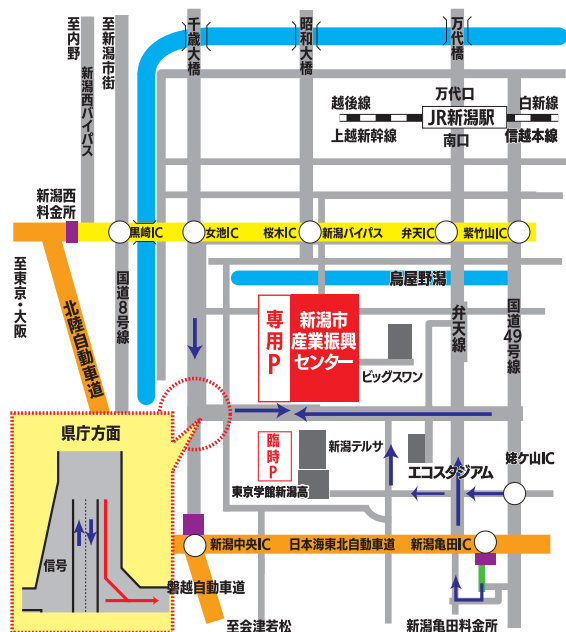 至内野
新潟西バイパス
至新潟市街
千歳大橋
昭和大橋
万代橋
万代口
越後線
白新線
JR新潟駅
上越新幹線
南口
信越本線
新潟西
料金所
黒崎IC
女池IC
桜木IC
新潟バイパス
弁天IC
紫竹山IC
至東京・大阪
北陸自動車道
国道8号線
鳥屋野潟
弁天線
国道49号線
専用P
新潟市
産業振興
センター
ビッグスワン
県庁方面
信号
臨時P
新潟テルサ
東京学館新潟高
エコスタジアム
姥ケ山IC
新潟中央IC
日本海東北自動車道
新潟亀田IC
磐越自動車道
至会津若松
新潟亀田料金所